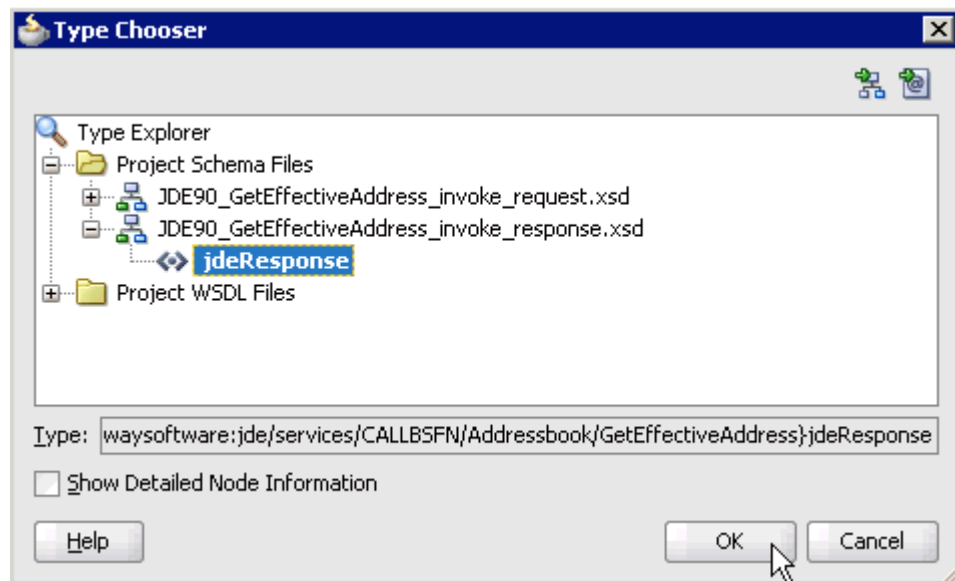 Type Chooser
Type Explorer
Project Schema Files
JDE90_GetEffectiveAddress_invoke_request.xsd
JDE90_GetEffectiveAddress_invoke_response.xsd
jdeResponse
Project WSDL Files
Type: waysoftware:jde/services/CALLBSFN/Addressbook/GetEffectiveAddress}jdeResponse
Show Detailed Node Information
Help OK Cancel